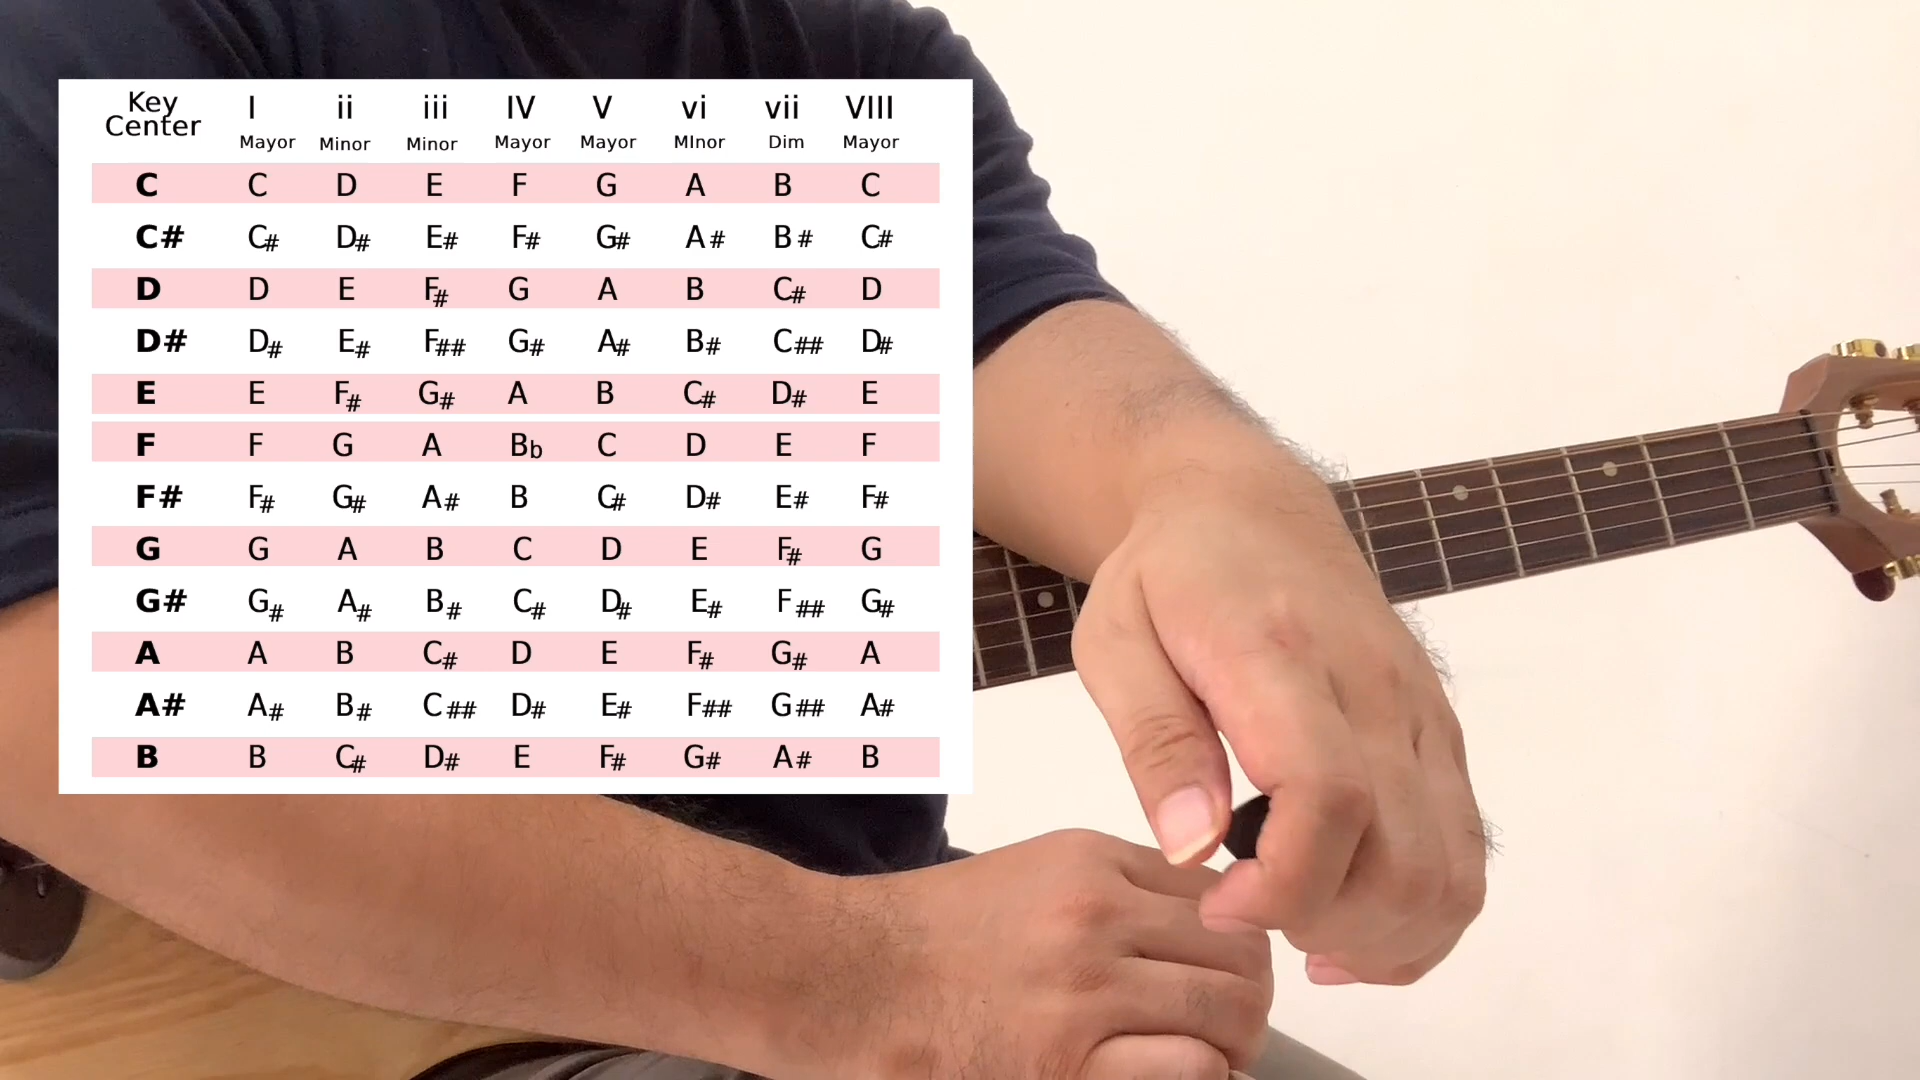 Key Center I ii iii IV V vi vii VIII
Mayor Minor Minor Mayor Mayor MInor Dim Mayor
C C D E F G A B C
C# C# D# E# F# G# A# B# C#
D D E F# G A B C# D
D# D# E# F## G# A# B# C## D#
E E F# G# A B C# D# E
F F G A Bb C D E F
F# F# G# A# B C# D# E# F#
G G A B C D E F# G
G# G# A# B# C# D# E# F## G#
A A B C# D E F# G# A
A# A# B# C## D# E# F## G## A#
B B C# D# E F# G# A# B